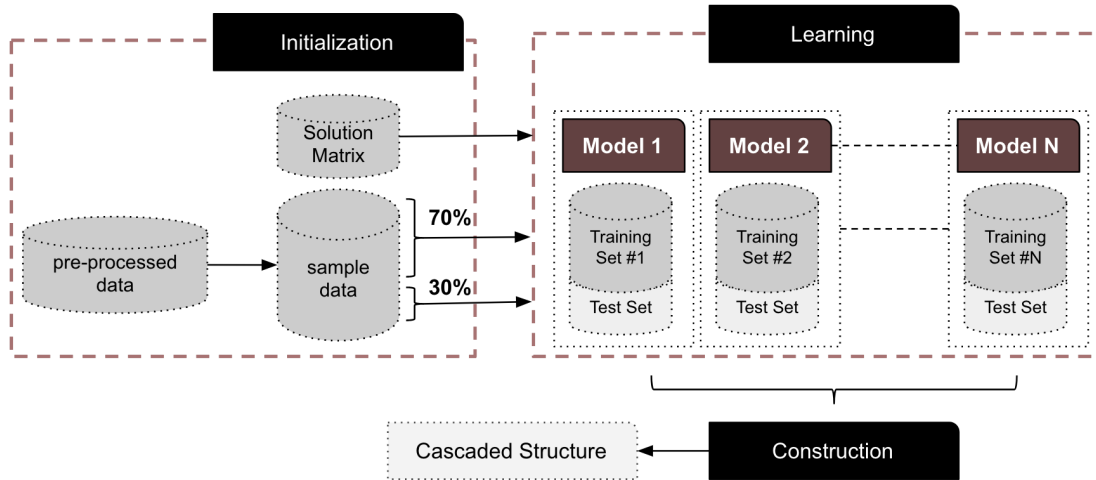 Initialization
Learning
Solution
Matrix
Model 1
Model 2
Model N
70%
pre-processed
data
sample
data
30%
Training
Set #1
Test Set
Training
Set #2
Test Set
Training
Set #N
Test Set
Cascaded Structure
Construction